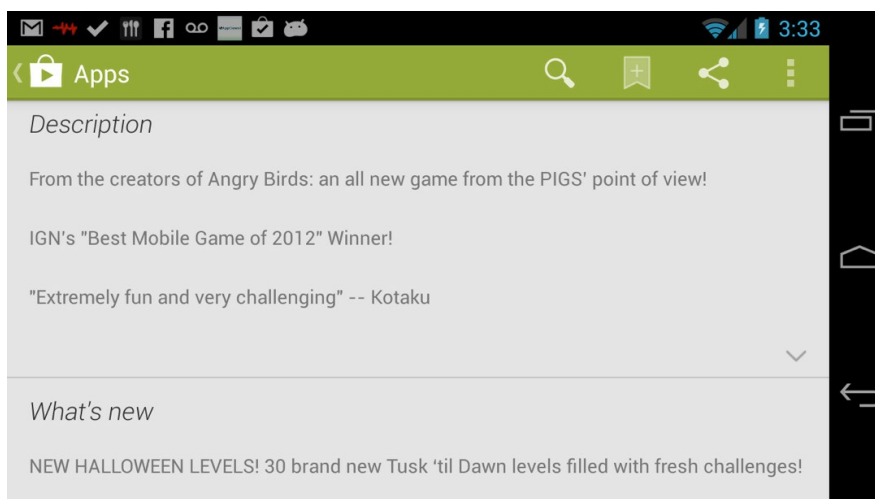 3:33
Apps
Description
From the creators of Angry Birds: an all new game from the PIGS' point of view!
IGN's "Best Mobile Game of 2012" Winner!
"Extremely fun and very challenging" -- Kotaku
What's new
NEW HALLOWEEN LEVELS! 30 brand new Tusk ‘til Dawn levels filled with fresh challenges!